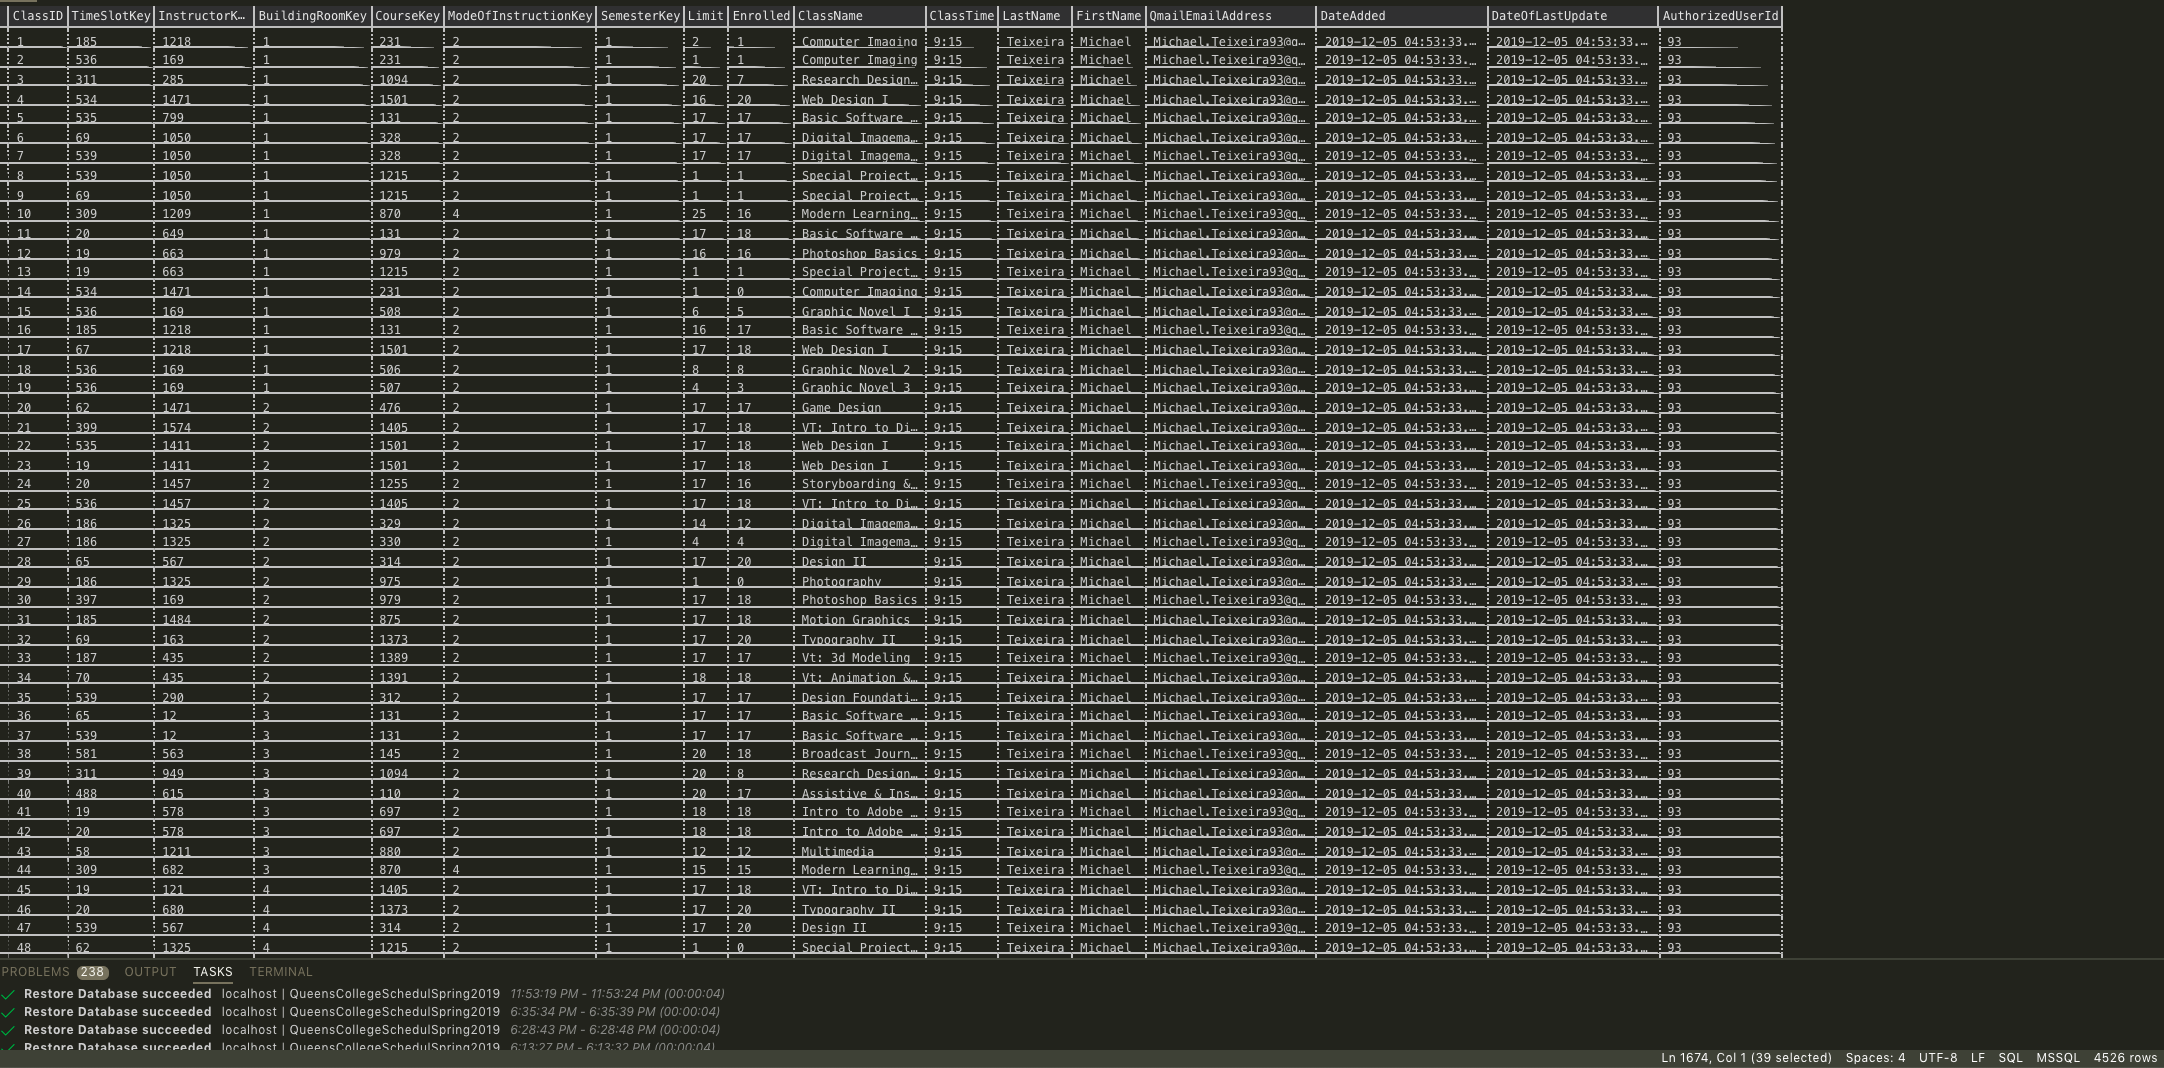 ClassID TimeSlotKey InstructorK… BuildingRoomKey CourseKey ModeOfInstructionKey SemesterKey Limit Enrolled ClassName ClassTime LastName FirstName QmailEmailAddress DateAdded DateOfLastUpdate AuthorizedUserId
1 185 1218 1 231 2 1 2 1 Computer Imaging 9:15 Teixeira Michael Michael.Teixeira93@q… 2019-12-05 04:53:33.… 2019-12-05 04:53:33.… 93
2 536 169 1 231 2 1 1 1 Computer Imaging 9:15 Teixeira Michael Michael.Teixeira93@q… 2019-12-05 04:53:33.… 2019-12-05 04:53:33.… 93
3 311 285 1 1094 2 1 20 7 Research Design… 9:15 Teixeira Michael Michael.Teixeira93@q… 2019-12-05 04:53:33.… 2019-12-05 04:53:33.… 93
4 534 1471 1 1501 2 1 16 20 Web Design I 9:15 Teixeira Michael Michael.Teixeira93@q… 2019-12-05 04:53:33.… 2019-12-05 04:53:33.… 93
5 535 799 1 131 2 1 17 17 Basic Software … 9:15 Teixeira Michael Michael.Teixeira93@q… 2019-12-05 04:53:33.… 2019-12-05 04:53:33.… 93
6 69 1050 1 328 2 1 17 17 Digital Imagema… 9:15 Teixeira Michael Michael.Teixeira93@q… 2019-12-05 04:53:33.… 2019-12-05 04:53:33.… 93
7 539 1050 1 328 2 1 17 17 Digital Imagema… 9:15 Teixeira Michael Michael.Teixeira93@q… 2019-12-05 04:53:33.… 2019-12-05 04:53:33.… 93
8 539 1050 1 1215 2 1 1 1 Special Project… 9:15 Teixeira Michael Michael.Teixeira93@q… 2019-12-05 04:53:33.… 2019-12-05 04:53:33.… 93
9 69 1050 1 1215 2 1 1 1 Special Project… 9:15 Teixeira Michael Michael.Teixeira93@q… 2019-12-05 04:53:33.… 2019-12-05 04:53:33.… 93
10 309 1209 1 870 4 1 25 16 Modern Learning… 9:15 Teixeira Michael Michael.Teixeira93@q… 2019-12-05 04:53:33.… 2019-12-05 04:53:33.… 93
11 20 649 1 131 2 1 17 18 Basic Software … 9:15 Teixeira Michael Michael.Teixeira93@q… 2019-12-05 04:53:33.… 2019-12-05 04:53:33.… 93
12 19 663 1 979 2 1 16 16 Photoshop Basics 9:15 Teixeira Michael Michael.Teixeira93@q… 2019-12-05 04:53:33.… 2019-12-05 04:53:33.… 93
13 19 663 1 1215 2 1 1 1 Special Project… 9:15 Teixeira Michael Michael.Teixeira93@q… 2019-12-05 04:53:33.… 2019-12-05 04:53:33.… 93
14 534 1471 1 231 2 1 1 0 Computer Imaging 9:15 Teixeira Michael Michael.Teixeira93@q… 2019-12-05 04:53:33.… 2019-12-05 04:53:33.… 93
15 536 169 1 508 2 1 6 5 Graphic Novel I 9:15 Teixeira Michael Michael.Teixeira93@q… 2019-12-05 04:53:33.… 2019-12-05 04:53:33.… 93
16 185 1218 1 131 2 1 16 17 Basic Software … 9:15 Teixeira Michael Michael.Teixeira93@q… 2019-12-05 04:53:33.… 2019-12-05 04:53:33.… 93
17 67 1218 1 1501 2 1 17 18 Web Design I 9:15 Teixeira Michael Michael.Teixeira93@q… 2019-12-05 04:53:33.… 2019-12-05 04:53:33.… 93
18 536 169 1 506 2 1 8 8 Graphic Novel 2 9:15 Teixeira Michael Michael.Teixeira93@q… 2019-12-05 04:53:33.… 2019-12-05 04:53:33.… 93
19 536 169 1 507 2 1 4 3 Graphic Novel 3 9:15 Teixeira Michael Michael.Teixeira93@q… 2019-12-05 04:53:33.… 2019-12-05 04:53:33.… 93
20 62 1471 2 476 2 1 17 17 Game Design 9:15 Teixeira Michael Michael.Teixeira93@q… 2019-12-05 04:53:33.… 2019-12-05 04:53:33.… 93
21 399 1574 2 1405 2 1 17 18 VT: Intro to Di… 9:15 Teixeira Michael Michael.Teixeira93@q… 2019-12-05 04:53:33.… 2019-12-05 04:53:33.… 93
22 535 1411 2 1501 2 1 17 18 Web Design I 9:15 Teixeira Michael Michael.Teixeira93@q… 2019-12-05 04:53:33.… 2019-12-05 04:53:33.… 93
23 19 1411 2 1501 2 1 17 18 Web Design I 9:15 Teixeira Michael Michael.Teixeira93@q… 2019-12-05 04:53:33.… 2019-12-05 04:53:33.… 93
24 20 1457 2 1255 2 1 17 16 Storyboarding &… 9:15 Teixeira Michael Michael.Teixeira93@q… 2019-12-05 04:53:33.… 2019-12-05 04:53:33.… 93
25 536 1457 2 1405 2 1 17 18 VT: Intro to Di… 9:15 Teixeira Michael Michael.Teixeira93@q… 2019-12-05 04:53:33.… 2019-12-05 04:53:33.… 93
26 186 1325 2 329 2 1 14 12 Digital Imagema… 9:15 Teixeira Michael Michael.Teixeira93@q… 2019-12-05 04:53:33.… 2019-12-05 04:53:33.… 93
27 186 1325 2 330 2 1 4 4 Digital Imagema… 9:15 Teixeira Michael Michael.Teixeira93@q… 2019-12-05 04:53:33.… 2019-12-05 04:53:33.… 93
28 65 567 2 314 2 1 17 20 Design II 9:15 Teixeira Michael Michael.Teixeira93@q… 2019-12-05 04:53:33.… 2019-12-05 04:53:33.… 93
29 186 1325 2 975 2 1 1 0 Photography 9:15 Teixeira Michael Michael.Teixeira93@q… 2019-12-05 04:53:33.… 2019-12-05 04:53:33.… 93
30 397 169 2 979 2 1 17 18 Photoshop Basics 9:15 Teixeira Michael Michael.Teixeira93@q… 2019-12-05 04:53:33.… 2019-12-05 04:53:33.… 93
31 185 1484 2 875 2 1 17 18 Motion Graphics 9:15 Teixeira Michael Michael.Teixeira93@q… 2019-12-05 04:53:33.… 2019-12-05 04:53:33.… 93
32 69 163 2 1373 2 1 17 20 Typography II 9:15 Teixeira Michael Michael.Teixeira93@q… 2019-12-05 04:53:33.… 2019-12-05 04:53:33.… 93
33 187 435 2 1389 2 1 17 17 Vt: 3d Modeling 9:15 Teixeira Michael Michael.Teixeira93@q… 2019-12-05 04:53:33.… 2019-12-05 04:53:33.… 93
34 70 435 2 1391 2 1 18 18 Vt: Animation &… 9:15 Teixeira Michael Michael.Teixeira93@q… 2019-12-05 04:53:33.… 2019-12-05 04:53:33.… 93
35 539 290 2 312 2 1 17 17 Design Foundati… 9:15 Teixeira Michael Michael.Teixeira93@q… 2019-12-05 04:53:33.… 2019-12-05 04:53:33.… 93
36 65 12 3 131 2 1 17 17 Basic Software … 9:15 Teixeira Michael Michael.Teixeira93@q… 2019-12-05 04:53:33.… 2019-12-05 04:53:33.… 93
37 539 12 3 131 2 1 17 17 Basic Software … 9:15 Teixeira Michael Michael.Teixeira93@q… 2019-12-05 04:53:33.… 2019-12-05 04:53:33.… 93
38 581 563 3 145 2 1 20 18 Broadcast Journ… 9:15 Teixeira Michael Michael.Teixeira93@q… 2019-12-05 04:53:33.… 2019-12-05 04:53:33.… 93
39 311 949 3 1094 2 1 20 8 Research Design… 9:15 Teixeira Michael Michael.Teixeira93@q… 2019-12-05 04:53:33.… 2019-12-05 04:53:33.… 93
40 488 615 3 110 2 1 20 17 Assistive & Ins… 9:15 Teixeira Michael Michael.Teixeira93@q… 2019-12-05 04:53:33.… 2019-12-05 04:53:33.… 93
41 19 578 3 697 2 1 18 18 Intro to Adobe … 9:15 Teixeira Michael Michael.Teixeira93@q… 2019-12-05 04:53:33.… 2019-12-05 04:53:33.… 93
42 20 578 3 697 2 1 18 18 Intro to Adobe … 9:15 Teixeira Michael Michael.Teixeira93@q… 2019-12-05 04:53:33.… 2019-12-05 04:53:33.… 93
43 58 1211 3 880 2 1 12 12 Multimedia 9:15 Teixeira Michael Michael.Teixeira93@q… 2019-12-05 04:53:33.… 2019-12-05 04:53:33.… 93
44 309 682 3 870 4 1 15 15 Modern Learning… 9:15 Teixeira Michael Michael.Teixeira93@q… 2019-12-05 04:53:33.… 2019-12-05 04:53:33.… 93
45 19 121 4 1405 2 1 17 18 VT: Intro to Di… 9:15 Teixeira Michael Michael.Teixeira93@q… 2019-12-05 04:53:33.… 2019-12-05 04:53:33.… 93
46 20 680 4 1373 2 1 17 20 Typography II 9:15 Teixeira Michael Michael.Teixeira93@q… 2019-12-05 04:53:33.… 2019-12-05 04:53:33.… 93
47 539 567 4 314 2 1 17 20 Design II 9:15 Teixeira Michael Michael.Teixeira93@q… 2019-12-05 04:53:33.… 2019-12-05 04:53:33.… 93
48 62 1325 4 1215 2 1 1 0 Special Project… 9:15 Teixeira Michael Michael.Teixeira93@q… 2019-12-05 04:53:33.… 2019-12-05 04:53:33.… 93
PROBLEMS 238 OUTPUT TASKS TERMINAL
Restore Database succeeded localhost | QueensCollegeSchedulSpring2019 11:53:19 PM - 11:53:24 PM (00:00:04)
Restore Database succeeded localhost | QueensCollegeSchedulSpring2019 6:35:34 PM - 6:35:39 PM (00:00:04)
Restore Database succeeded localhost | QueensCollegeSchedulSpring2019 6:28:43 PM - 6:28:48 PM (00:00:04)
Restore Database succeeded localhost | QueensCollegeSchedulSpring2019 6:13:27 PM - 6:13:32 PM (00:00:04)
Ln 1674, Col 1 (39 selected) Spaces: 4 UTF-8 LF SQL MSSQL 4526 rows